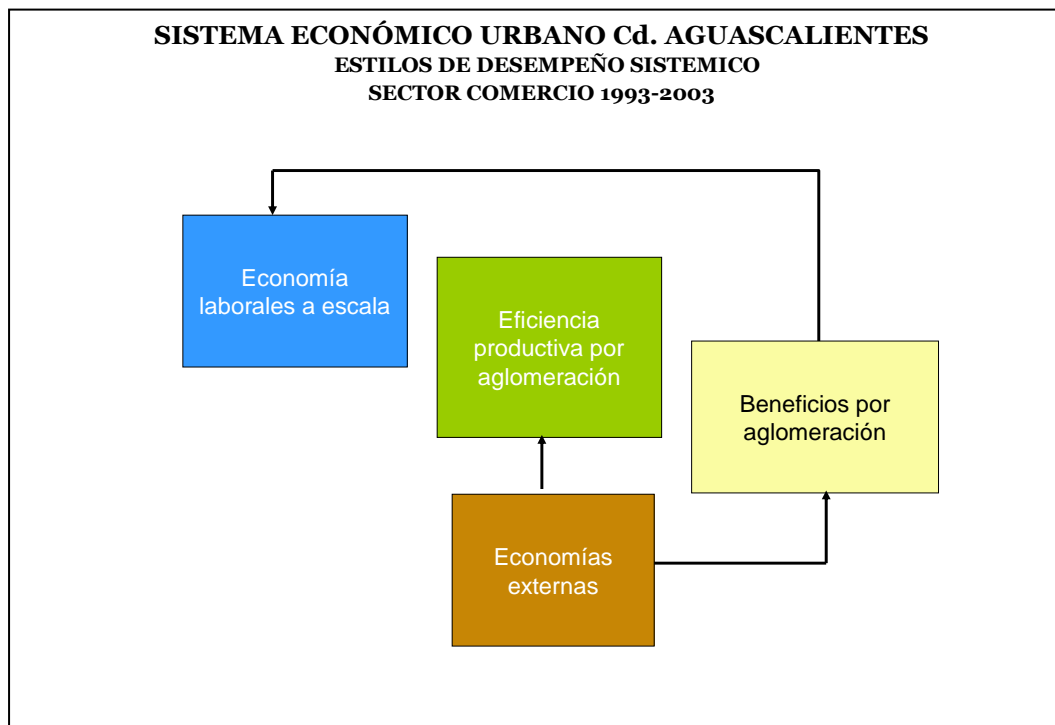 SISTEMA ECONÓMICO URBANO Cd. AGUASCALIENTES
ESTILOS DE DESEMPEÑO SISTEMICO
SECTOR COMERCIO 1993-2003
Economía
laborales a escala
Eficiencia
productiva por
aglomeración
Beneficios por
aglomeración
Economías
externas